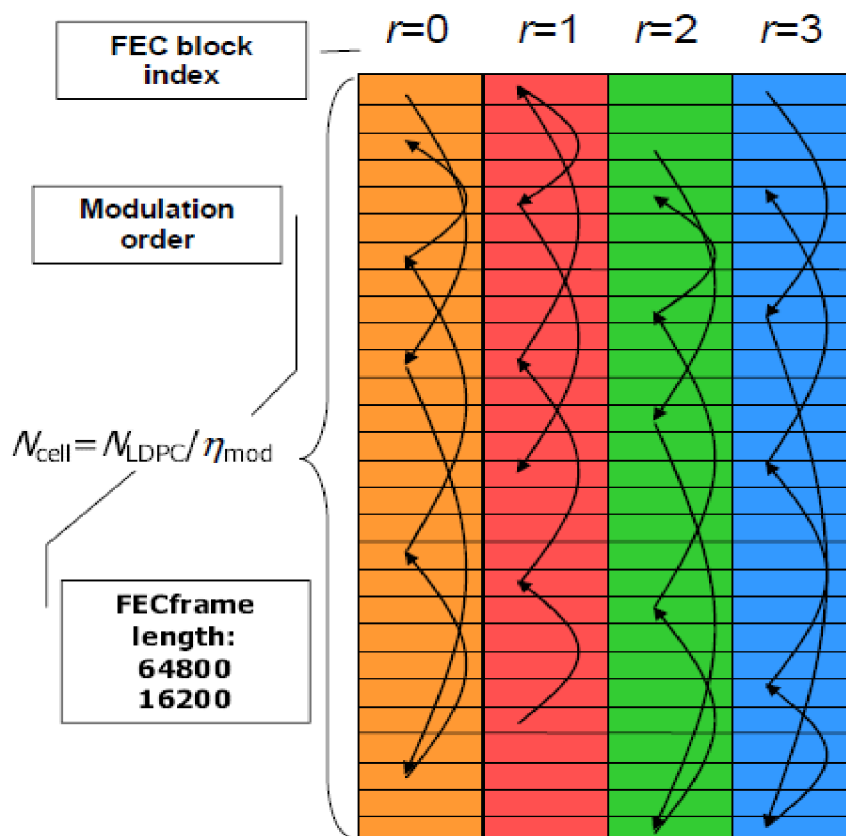 FEC block
index
r=0 r=1 r=2 r=3
Modulation
order
Ncell=NLDPC/ηmod
FECframe
length:
64800
16200